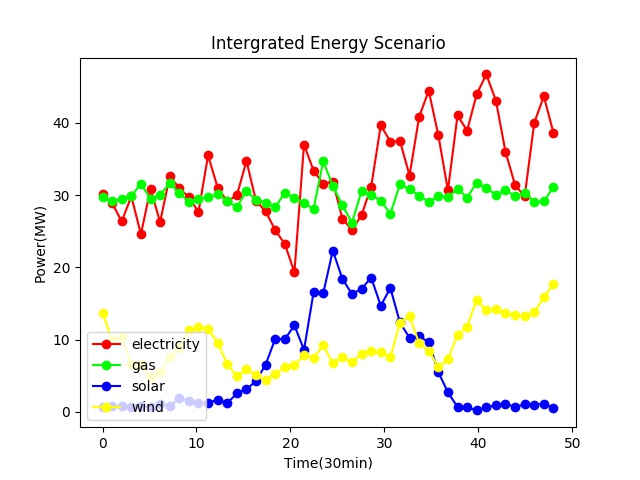 Intergrated Energy Scenario
Power(MW)
40
30
20
10
0
electricity
gas
solar
wind
0 10 20 30 40 50
Time(30min)